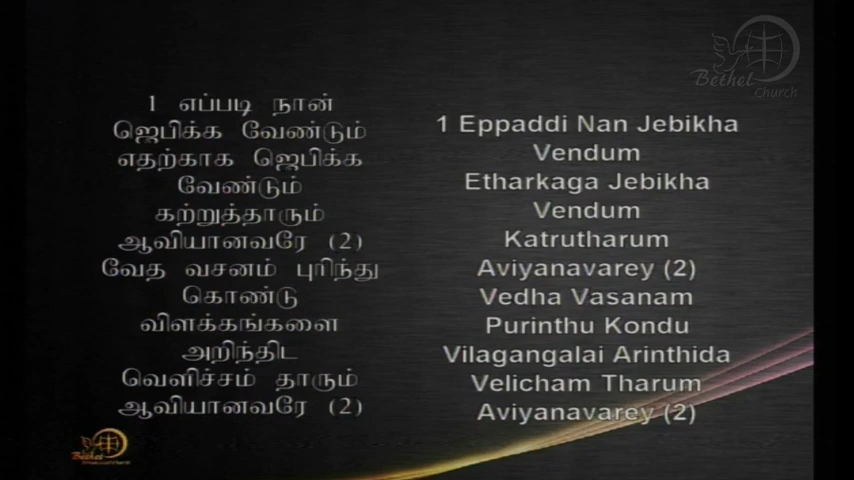 Bethel
Church
1 எப்படி நான்
ஜெபிக்க வேண்டும்
எதற்காக ஜெபிக்க
வேண்டும்
கற்றுத்தாரும்
ஆவியானவரே (2)
வேத வசனம் புரிந்து
கொண்டு
விளக்கங்களை
அறிந்திட
வெளிச்சம் தாரும்
ஆவியானவரே (2)
1 Eppaddi Nan Jebikha
Vendum
Etharkaga Jebikha
Vendum
Katrutharum
Aviyanavarey (2)
Vedha Vasanam
Purinthu Kondu
Vilagangalai Arinthida
Velicham Tharum
Aviyanavarey (2)
Bethel